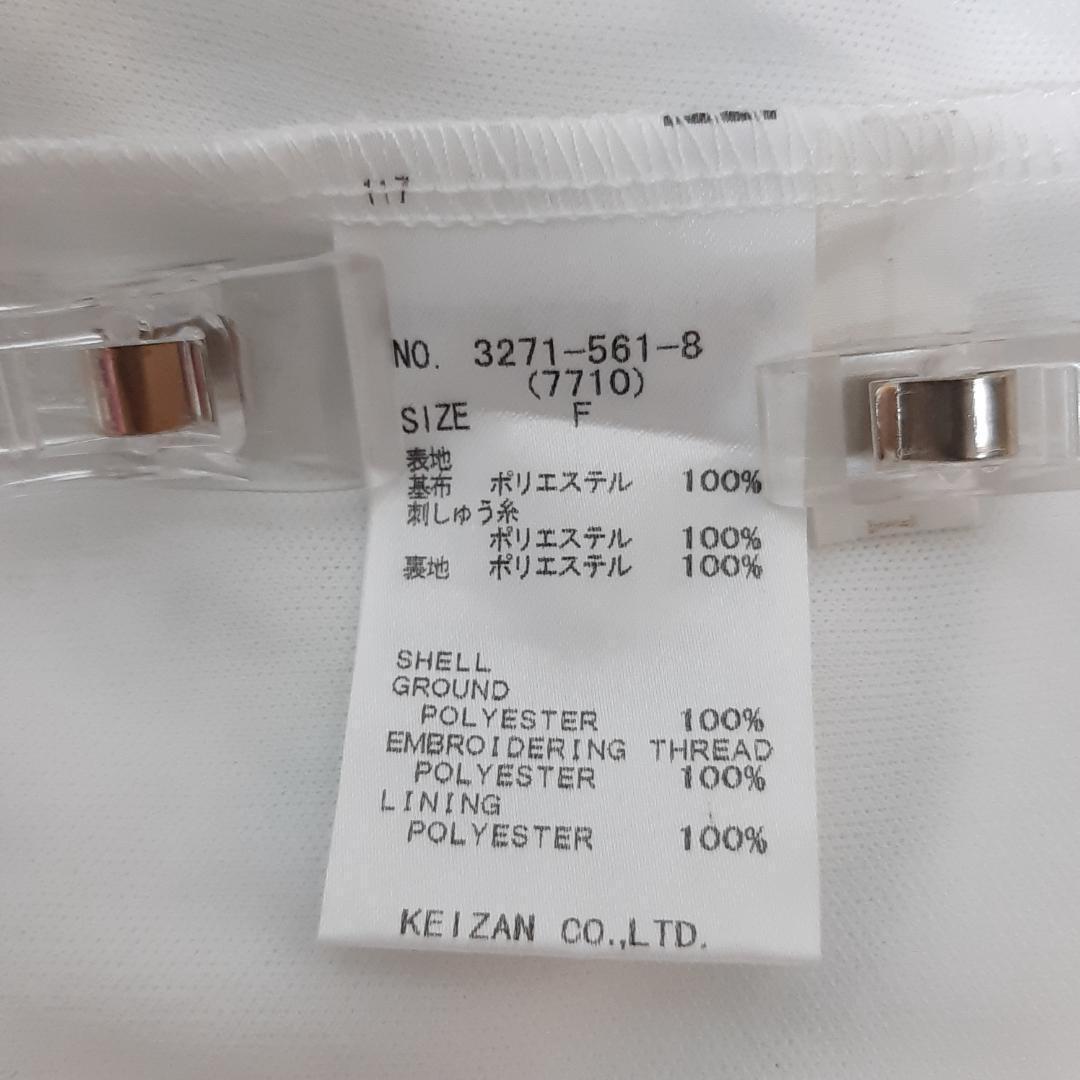 117
NO. 3271-561-8
(7710)
SIZE F
表地
基布 ポリエステル 100%
刺しゅう糸
ポリエステル 100%
裏地 ポリエステル 100%
SHELL
GROUND
POLYESTER 100%
EMBROIDERING THREAD
POLYESTER 100%
LINING
POLYESTER 100%
KEIZAN CO.,LTD.